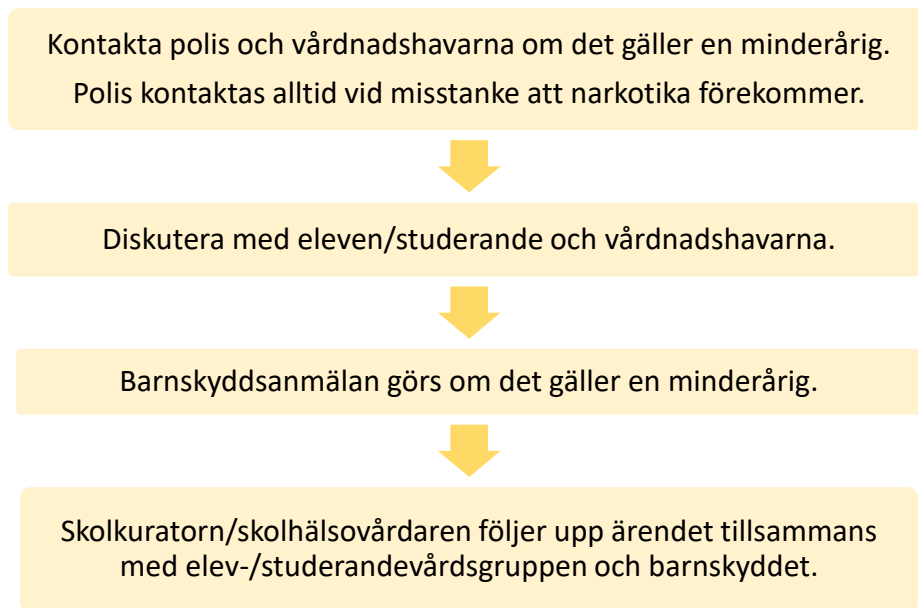 Kontakta polis och vårdnadshavarna om det gäller en minderårig.
Polis kontaktas alltid vid misstanke att narkotika förekommer.
Diskutera med eleven/studerande och vårdnadshavarna.
Barnskyddsanmälan görs om det gäller en minderårig.
Skolkuratorn/skolhälsovårdaren följer upp ärendet tillsammans
med elev-/studerandevårdsgruppen och barnskyddet.